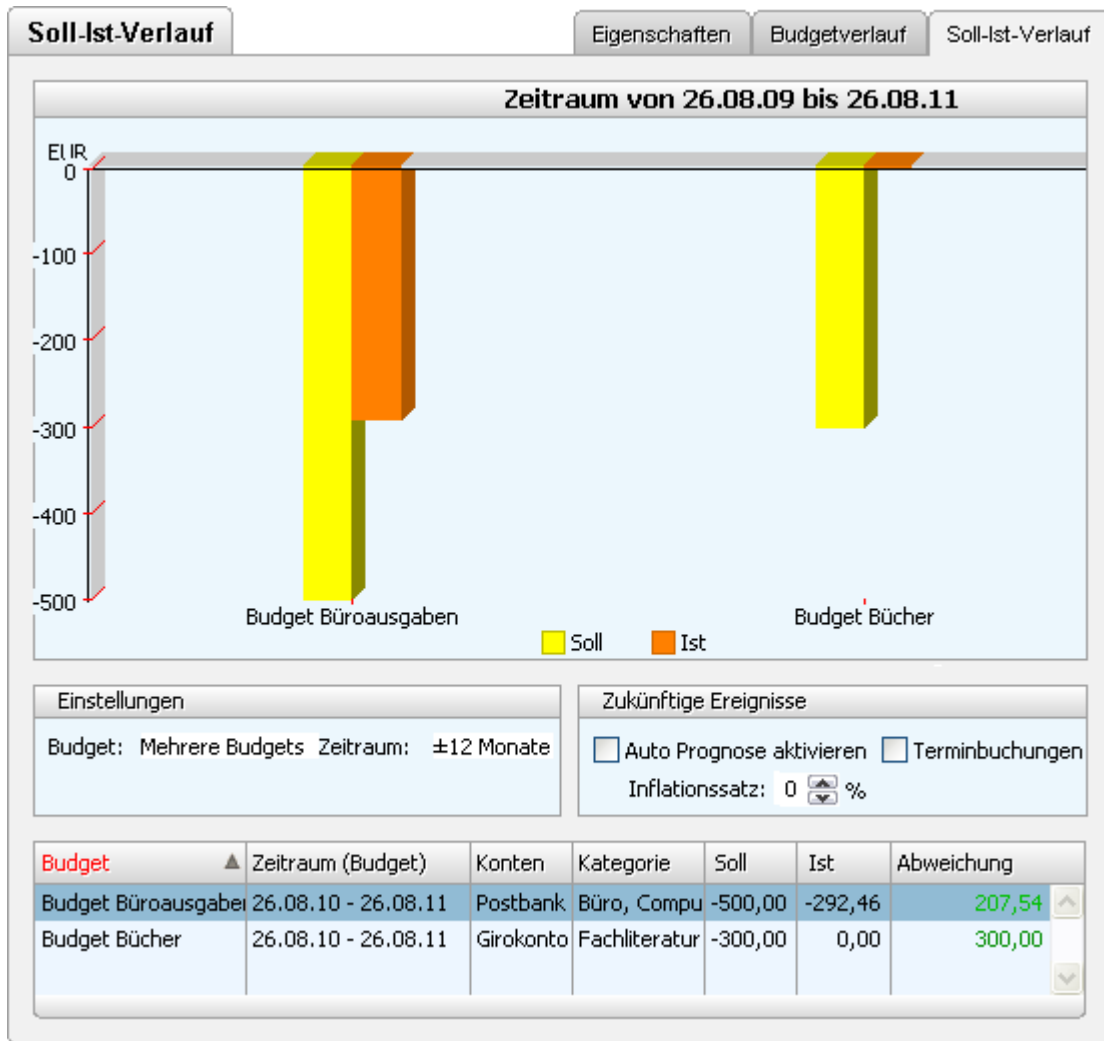 Soll-Ist-Verlauf
Eigenschaften Budgetverlauf Soll-Ist-Verlauf
Zeitraum von 26.08.09 bis 26.08.11
EUR
0
-100
-200
-300
-400
-500
Budget Büroausgaben Budget Bücher
Soll Ist
Einstellungen
Budget: Mehrere Budgets Zeitraum: ±12 Monate
Zukünftige Ereignisse
Auto Prognose aktivieren Terminbuchungen
Inflationssatz: 0 %
Budget Zeitraum (Budget) Konten Kategorie Soll Ist Abweichung
Budget Büroausgaben 26.08.10 - 26.08.11 Postbank Büro, Compu -500,00 -292,46 207,54
Budget Bücher 26.08.10 - 26.08.11 Girokonto Fachliteratur -300,00 0,00 300,00